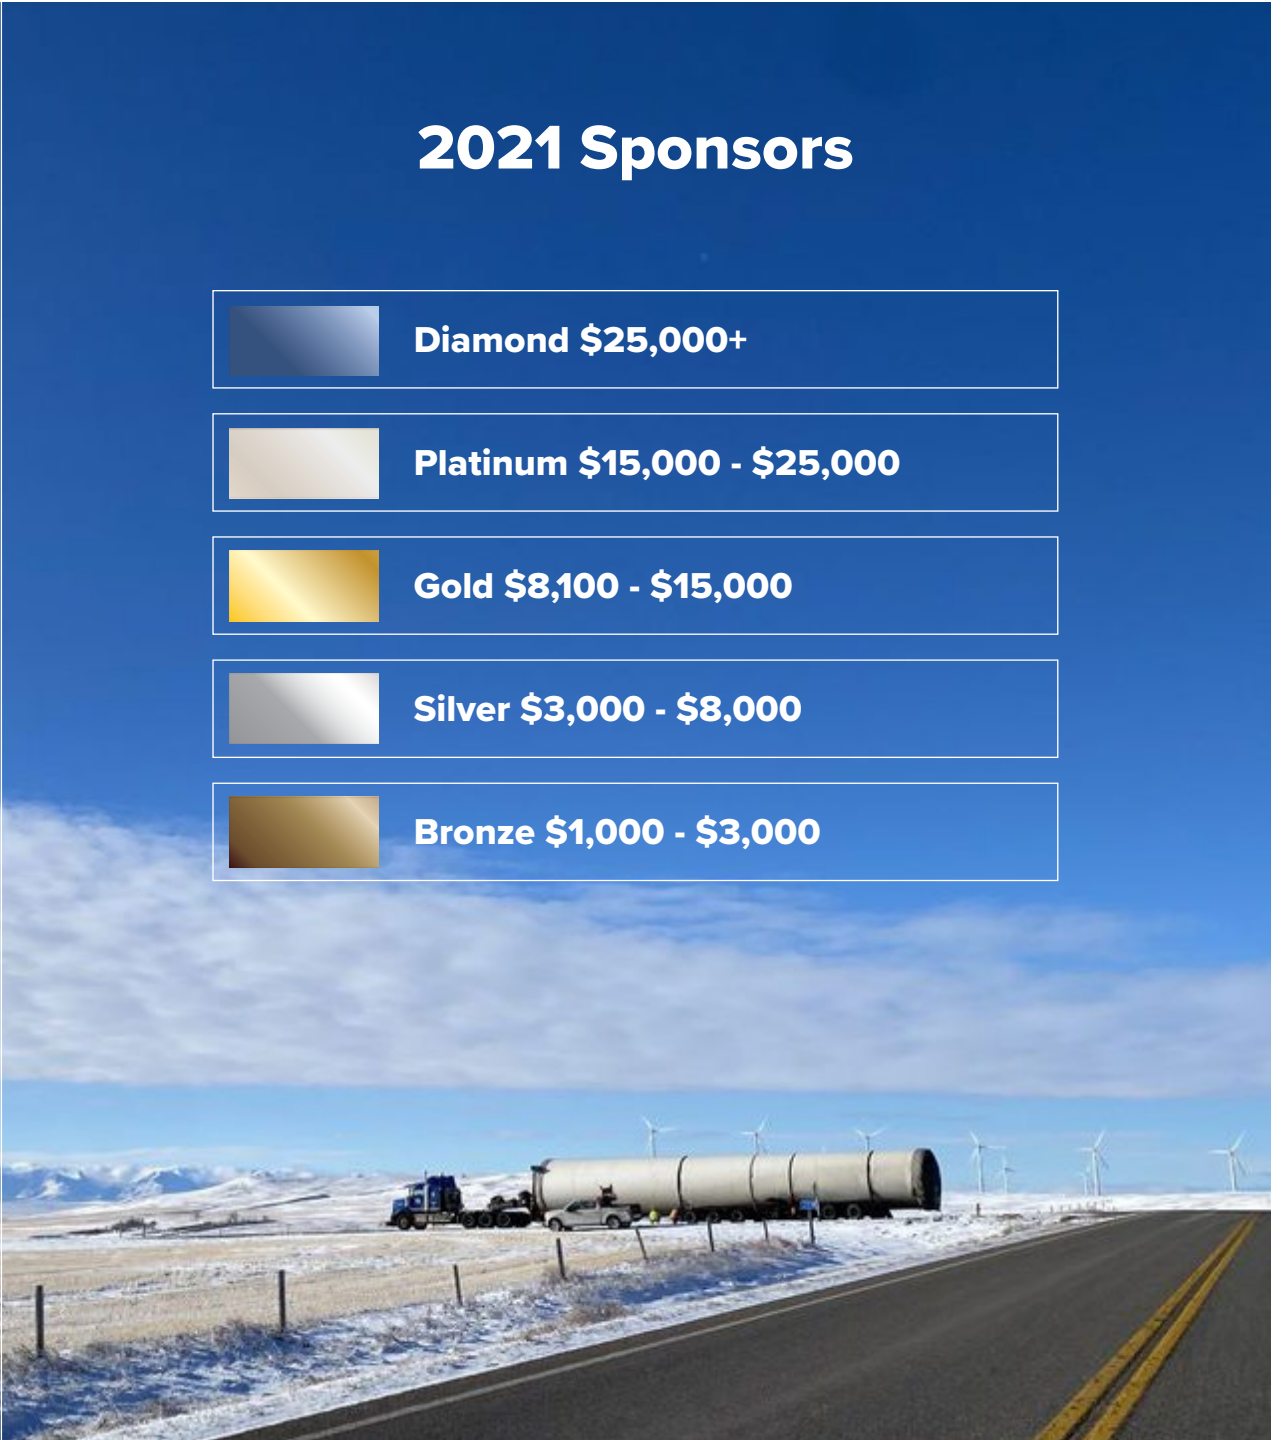 2021 Sponsors
Diamond $25,000+
Platinum $15,000 - $25,000
Gold $8,100 - $15,000
Silver $3,000 - $8,000
Bronze $1,000 - $3,000